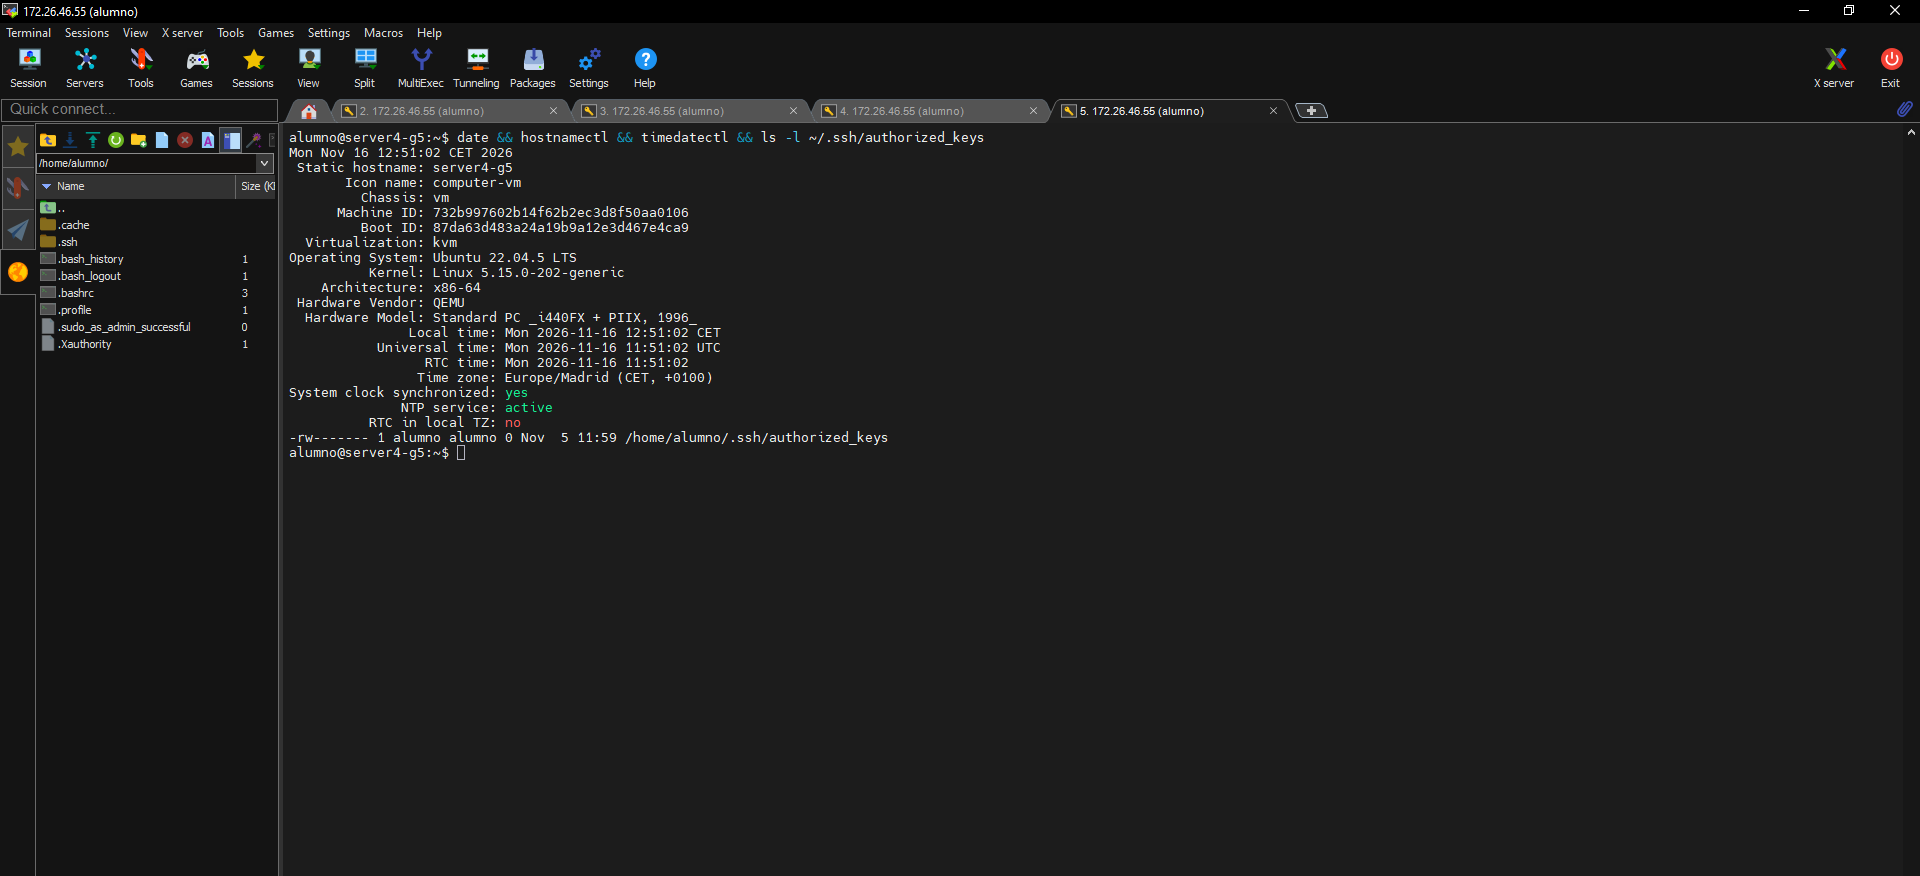 172.26.46.55 (alumno)
Terminal Sessions View X server Tools Games Settings Macros Help
Session Servers Tools Games Sessions View Split MultiExec Tunneling Packages Settings Help X server Exit
Quick connect...
2. 172.26.46.55 (alumno) 3. 172.26.46.55 (alumno) 4. 172.26.46.55 (alumno) 5. 172.26.46.55 (alumno)
/home/alumno/
Name Size (K
..
.cache
.ssh
.bash_history 1
.bash_logout 1
.bashrc 3
.profile 1
.sudo_as_admin_successful 0
.Xauthority 1
alumno@server4-g5:~$ date && hostnamectl && timedatectl && ls -l ~/.ssh/authorized_keys
Mon Nov 16 12:51:02 CET 2026
Static hostname: server4-g5
Icon name: computer-vm
Chassis: vm
Machine ID: 732b997602b14f62b2ec3d8f50aa0106
Boot ID: 87da63d483a24a19b9a12e3d467e4ca9
Virtualization: kvm
Operating System: Ubuntu 22.04.5 LTS
Kernel: Linux 5.15.0-202-generic
Architecture: x86-64
Hardware Vendor: QEMU
Hardware Model: Standard PC _i440FX + PIIX, 1996_
Local time: Mon 2026-11-16 12:51:02 CET
Universal time: Mon 2026-11-16 11:51:02 UTC
RTC time: Mon 2026-11-16 11:51:02
Time zone: Europe/Madrid (CET, +0100)
System clock synchronized: yes
NTP service: active
RTC in local TZ: no
-rw------- 1 alumno alumno 0 Nov  5 11:59 /home/alumno/.ssh/authorized_keys
alumno@server4-g5:~$